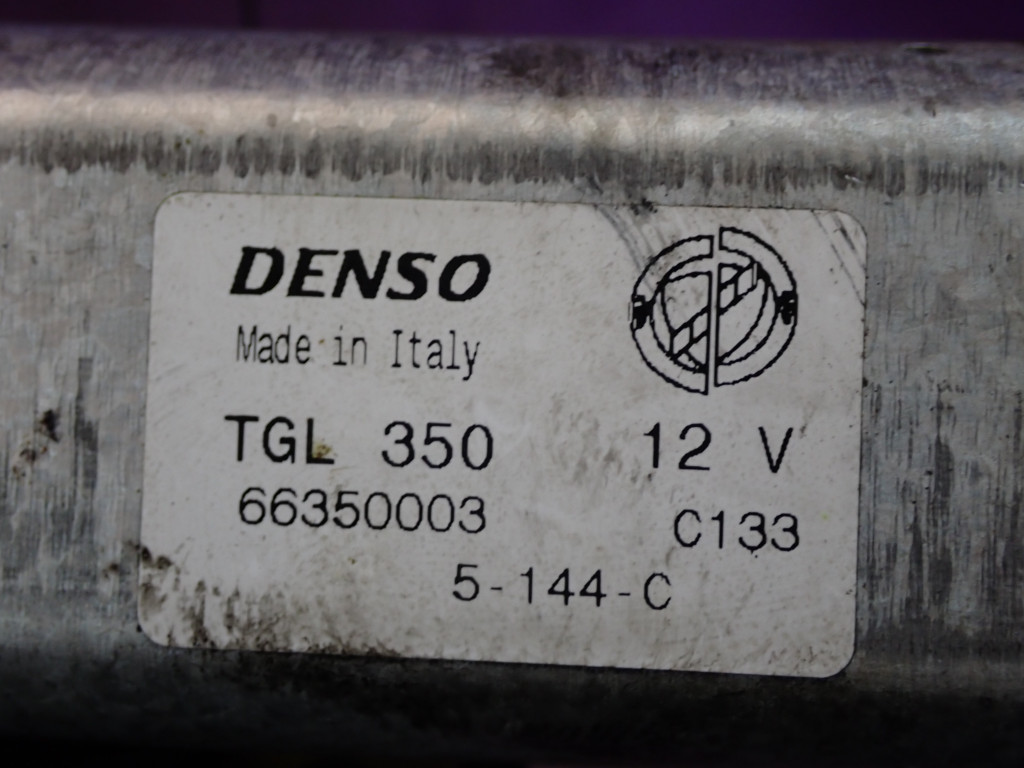 DENSO
Made in Italy
TGL 350 12 V
66350003 C133
5-144-C